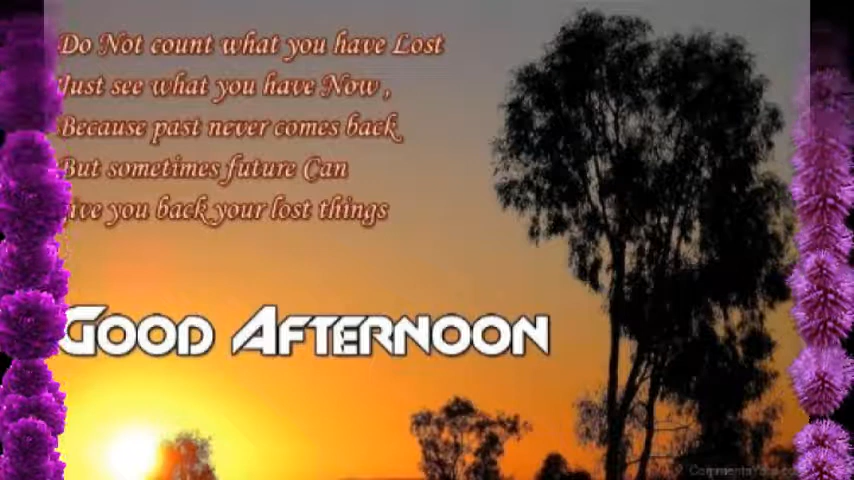 Do Not count what you have Lost
Just see what you have Now,
Because past never comes back
But sometimes future Can
Give you back your lost things
GOOD AFTERNOON